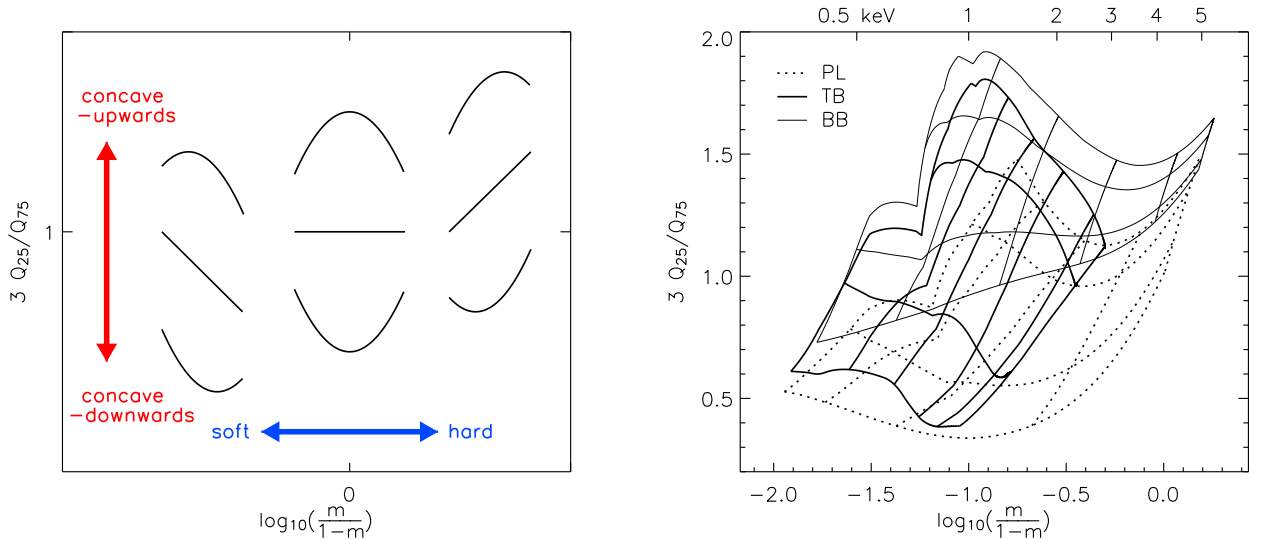 concave
-upwards
1
3 Q25/Q75
concave
-downwards
soft
hard
0
log10(m/1-m)
0.5 keV
1
2
3
4
5
2.0
PL
TB
BB
1.5
1.0
0.5
3 Q25/Q75
-2.0
-1.5
-1.0
-0.5
0.0
log10(m/1-m)